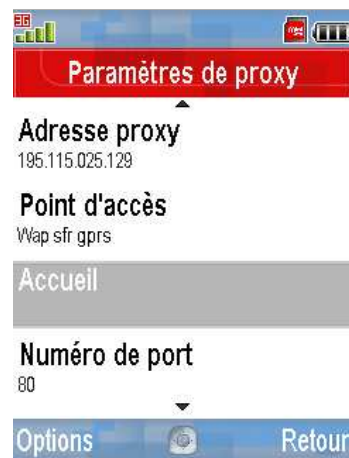 3G
Paramètres de proxy
Adresse proxy
195.115.025.129
Point d'accès
Wap sfr gprs
Accueil
Numéro de port
80
Options
Retour